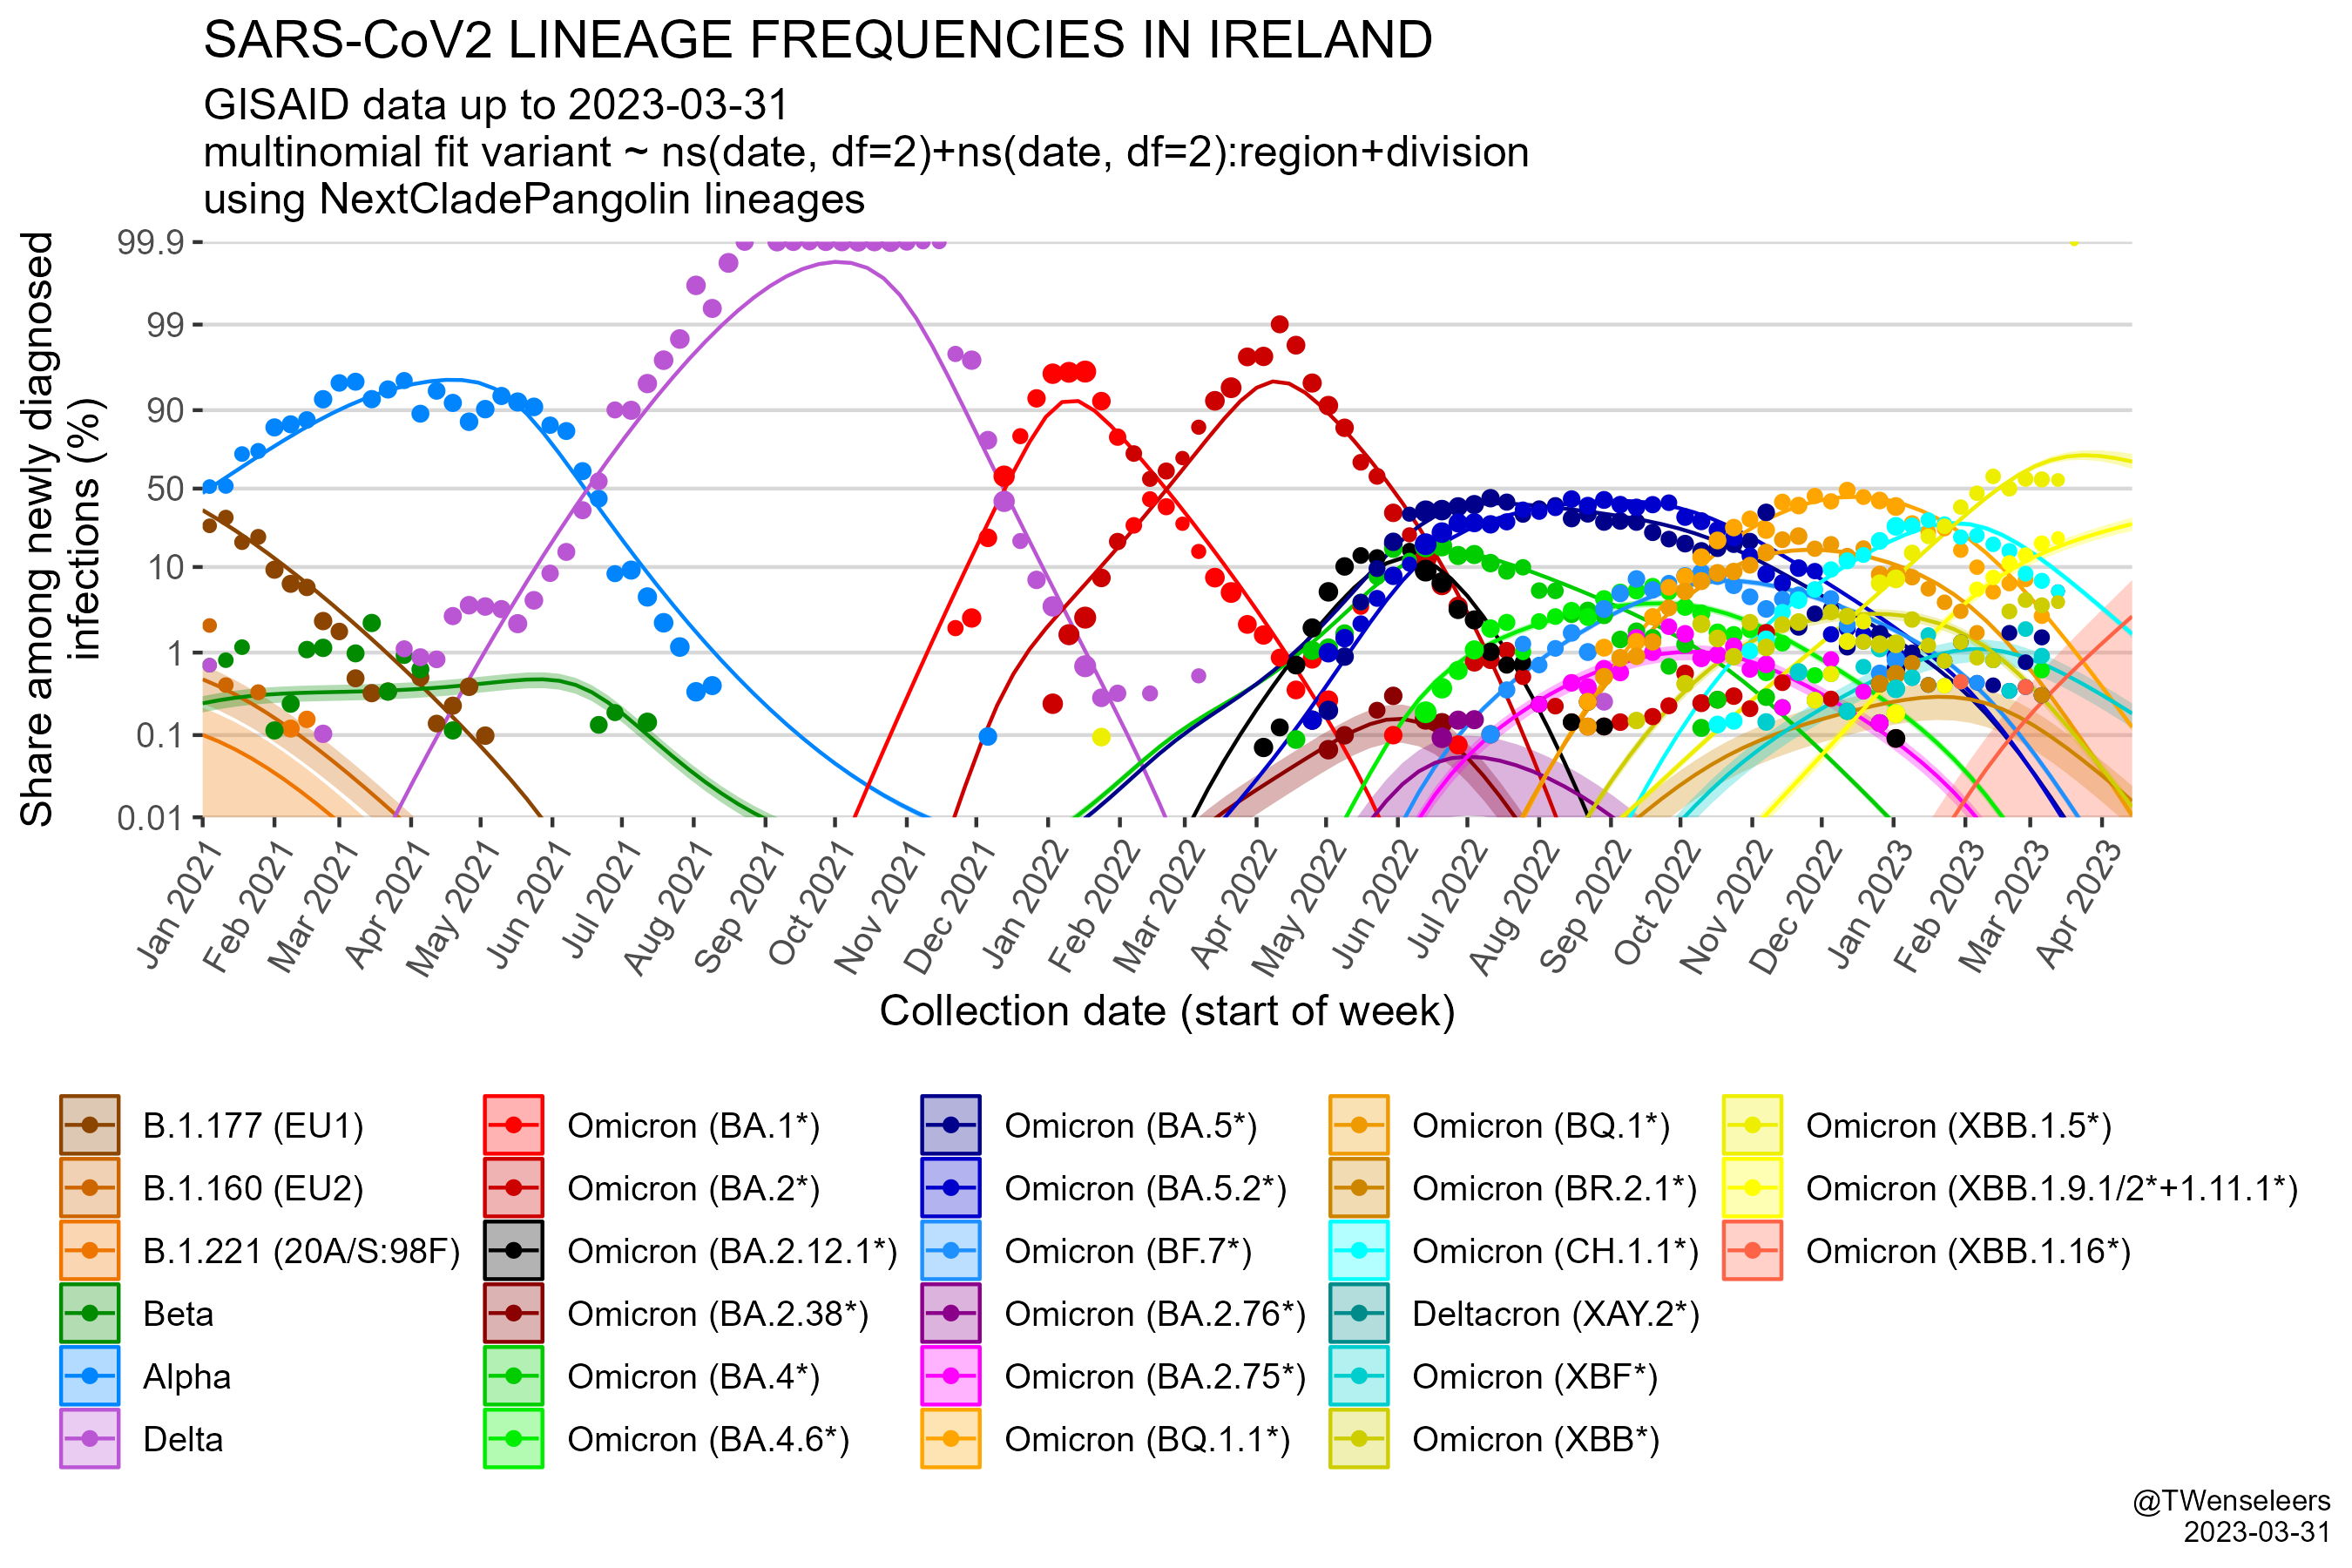 SARS-CoV2 LINEAGE FREQUENCIES IN IRELAND
GISAID data up to 2023-03-31
multinomial fit variant ~ ns(date, df=2)+ns(date, df=2):region+division
using NextCladePangolin lineages
Share among newly diagnosed
infections (%)
99.9
99
90
50
10
1
0.1
0.01
Jan 2021
Feb 2021
Mar 2021
Apr 2021
May 2021
Jun 2021
Jul 2021
Aug 2021
Sep 2021
Oct 2021
Nov 2021
Dec 2021
Jan 2022
Feb 2022
Mar 2022
Apr 2022
May 2022
Jun 2022
Jul 2022
Aug 2022
Sep 2022
Oct 2022
Nov 2022
Dec 2022
Jan 2023
Feb 2023
Mar 2023
Apr 2023
Collection date (start of week)
B.1.177 (EU1)
B.1.160 (EU2)
B.1.221 (20A/S:98F)
Beta
Alpha
Delta
Omicron (BA.1*)
Omicron (BA.2*)
Omicron (BA.2.12.1*)
Omicron (BA.2.38*)
Omicron (BA.4*)
Omicron (BA.4.6*)
Omicron (BA.5*)
Omicron (BA.5.2*)
Omicron (BF.7*)
Omicron (BA.2.76*)
Omicron (BA.2.75*)
Omicron (BQ.1.1*)
Omicron (BQ.1*)
Omicron (BR.2.1*)
Omicron (CH.1.1*)
Deltacron (XAY.2*)
Omicron (XBF*)
Omicron (XBB*)
Omicron (XBB.1.5*)
Omicron (XBB.1.9.1/2*+1.11.1*)
Omicron (XBB.1.16*)
@TWenseleers
2023-03-31